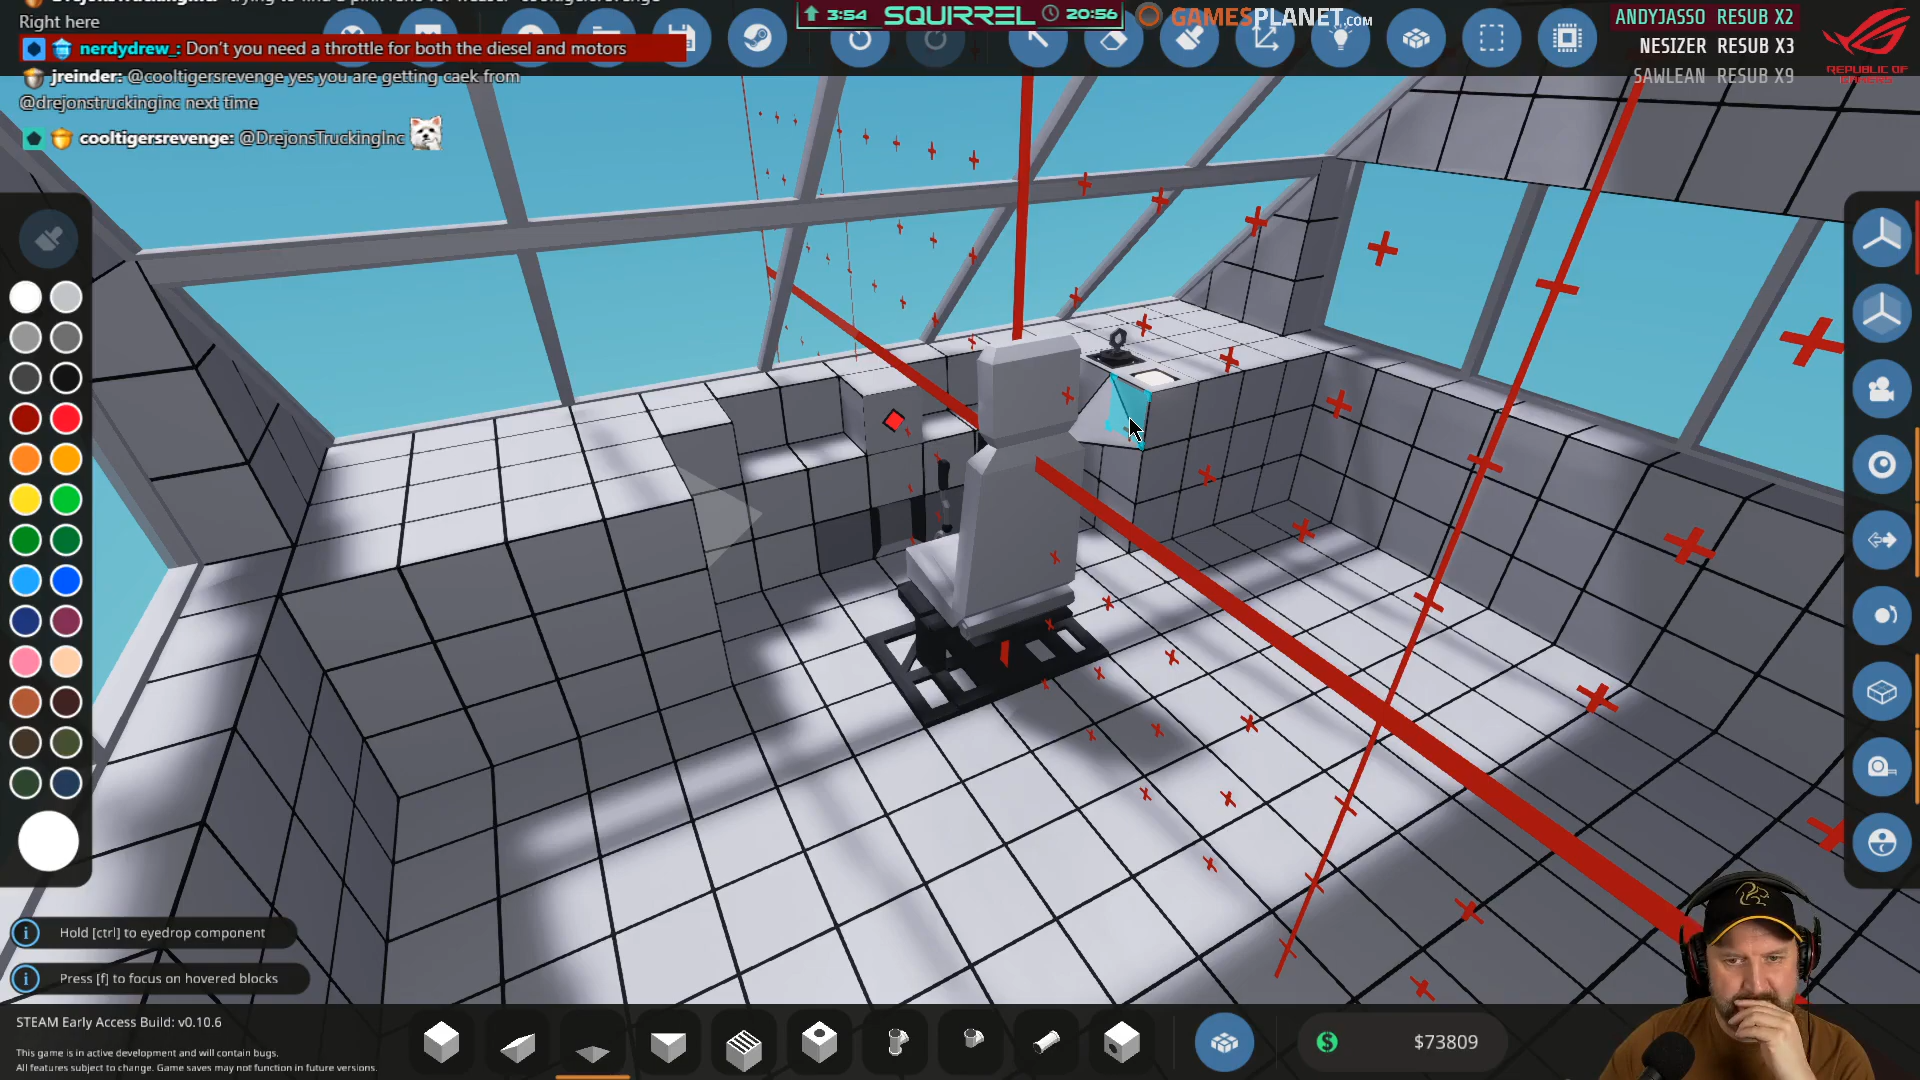 Right here
nerdydrew_: Don't you need a throttle for both the diesel and motors
jreinder: @cooltigersrevenge yes you are getting caek from
@drejonstruckinginc next time
cooltigersrevenge: @DrejonsTruckingInc
3:54 SQUIRREL 20:56
GAMESPLANET.COM
ANDYJASSO RESUB X2
NESIZER RESUB X3
SAWLEAN RESUB X9
REPUBLIC OF
GAMERS
Hold [ctrl] to eyedrop component
Press [f] to focus on hovered blocks
STEAM Early Access Build: v0.10.6
This game is in active development and will contain bugs.
All features subject to change. Game saves may not function in future versions.
$ $73809